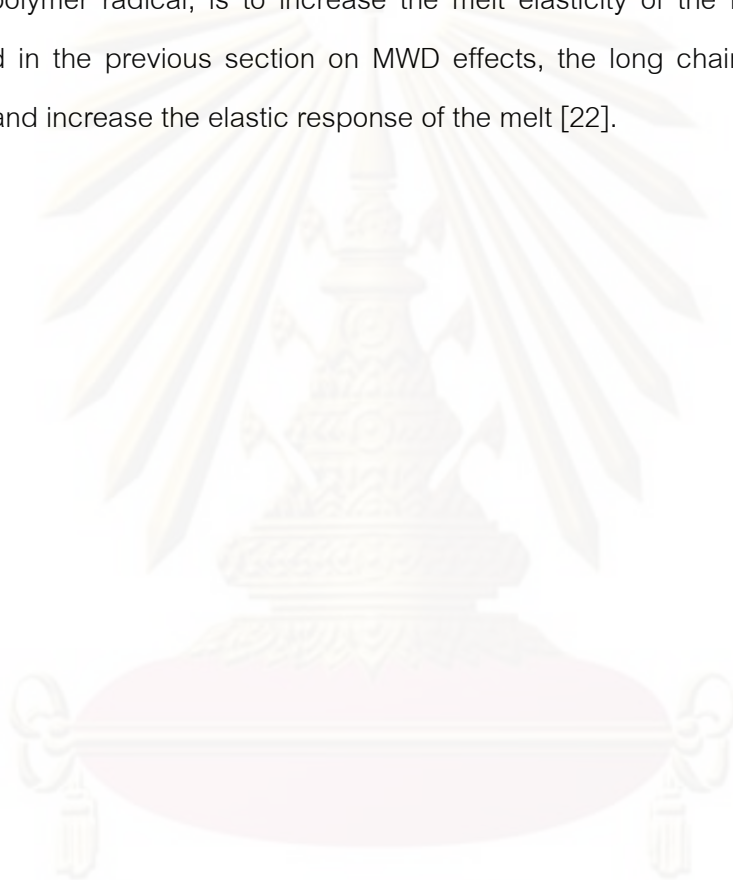 polymer radical, is to increase the melt elasticity of the
in the previous section on MWD effects, the long chain
and increase the elastic response of the melt [22].